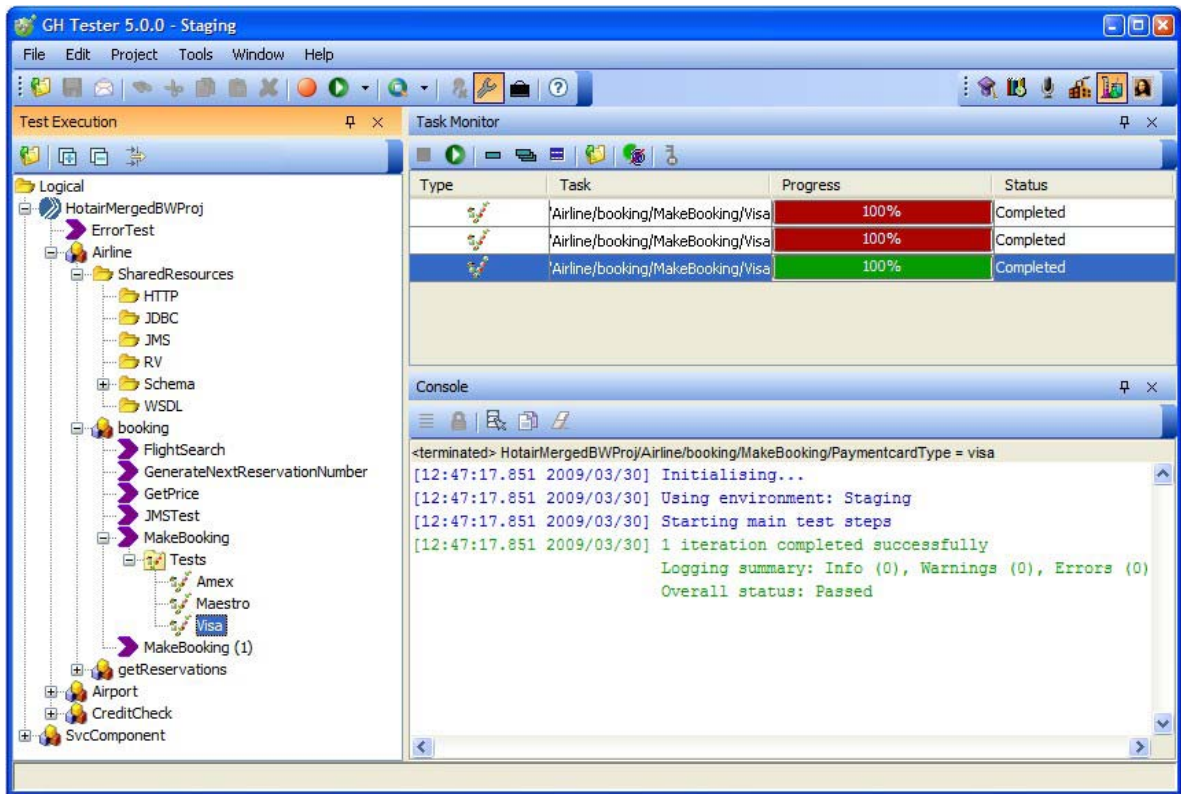 GH Tester 5.0.0 - Staging
File Edit Project Tools Window Help
Test Execution
Logical
HotairMergedBWProj
ErrorTest
Airline
SharedResources
HTTP
JDBC
JMS
RV
Schema
WSDL
booking
FlightSearch
GenerateNextReservationNumber
GetPrice
JMSTest
MakeBooking
Tests
Amex
Maestro
Visa
MakeBooking (1)
getReservations
Airport
CreditCheck
SvcComponent
Task Monitor
Type Task Progress Status
'Airline/booking/MakeBooking/Visa 100% Completed
'Airline/booking/MakeBooking/Visa 100% Completed
'Airline/booking/MakeBooking/Visa 100% Completed
Console
<terminated> HotairMergedBWProj/Airline/booking/MakeBooking/PaymentcardType = visa
[12:47:17.851 2009/03/30] Initialising...
[12:47:17.851 2009/03/30] Using environment: Staging
[12:47:17.851 2009/03/30] Starting main test steps
[12:47:17.851 2009/03/30] 1 iteration completed successfully
Logging summary: Info (0), Warnings (0), Errors (0)
Overall status: Passed